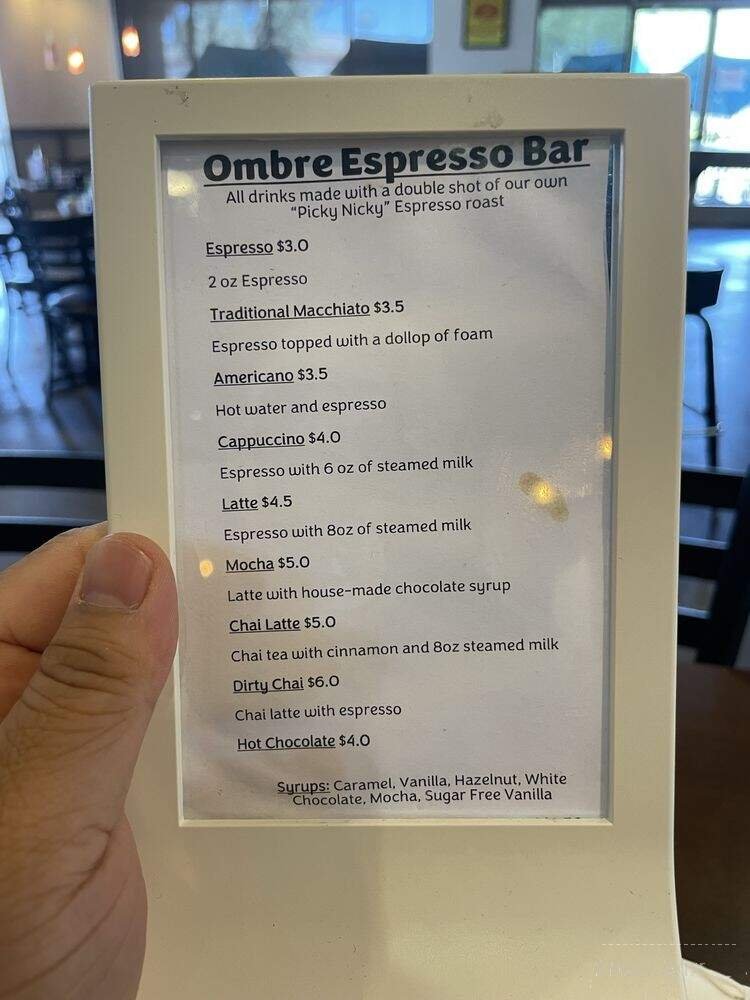 Ombre Espresso Bar
All drinks made with a double shot of our own
“Picky Nicky” Espresso roast
Espresso $3.0
2 oz Espresso
Traditional Macchiato $3.5
Espresso topped with a dollop of foam
Americano $3.5
Hot water and espresso
Cappuccino $4.0
Espresso with 6 oz of steamed milk
Latte $4.5
Espresso with 8oz of steamed milk
Mocha $5.0
Latte with house-made chocolate syrup
Chai Latte $5.0
Chai tea with cinnamon and 8oz steamed milk
Dirty Chai $6.0
Chai latte with espresso
Hot Chocolate $4.0
Syrups: Caramel, Vanilla, Hazelnut, White
Chocolate, Mocha, Sugar Free Vanilla